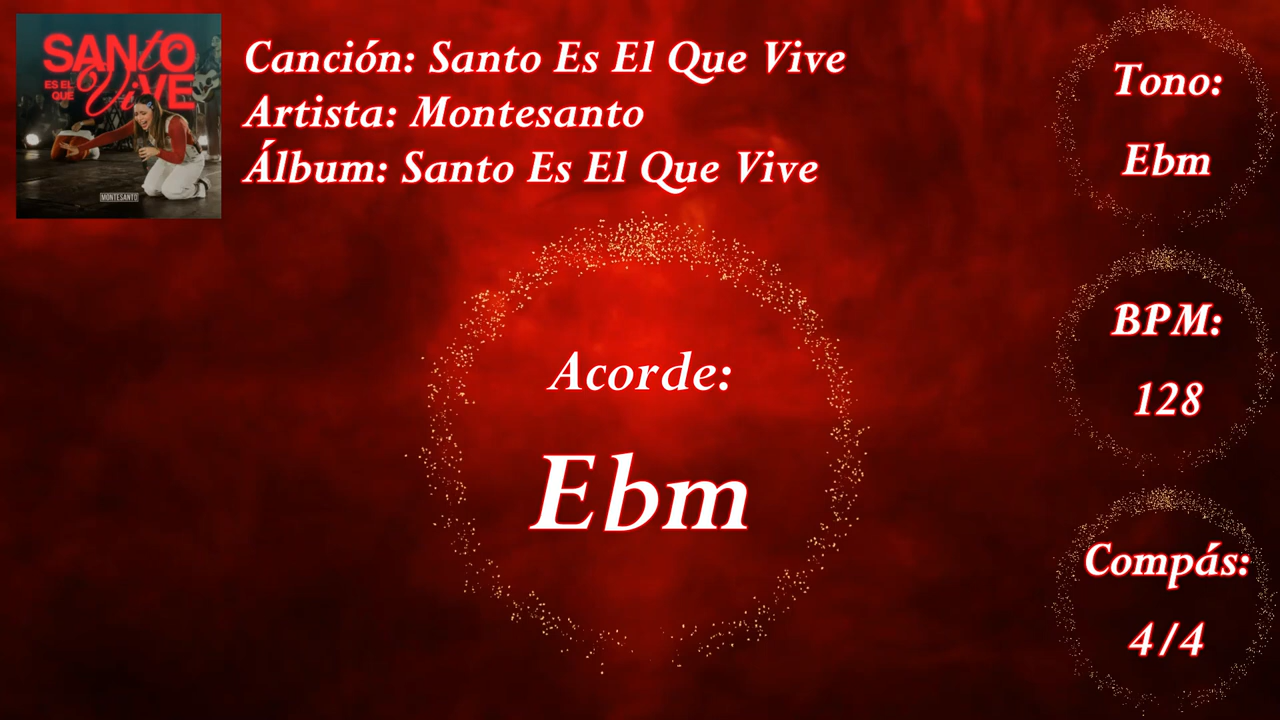 SANTO
ES EL
QUE
ViVE
MONTESANTO
Canción: Santo Es El Que Vive
Artista: Montesanto
Álbum: Santo Es El Que Vive
Tono:
Ebm
BPM:
128
Compás:
4/4
Acorde:
Ebm